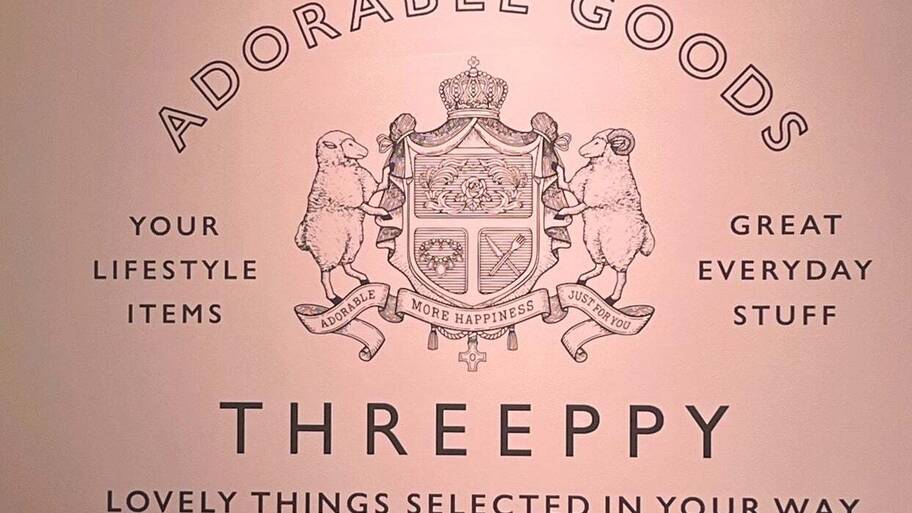 ADORABLE GOODS
YOUR
LIFESTYLE
ITEMS
GREAT
EVERYDAY
STUFF
ADORABLE
MORE HAPPINESS
JUST FOR YOU
THREEPPY
LOVELY THINGS SELECTED IN YOUR WAY